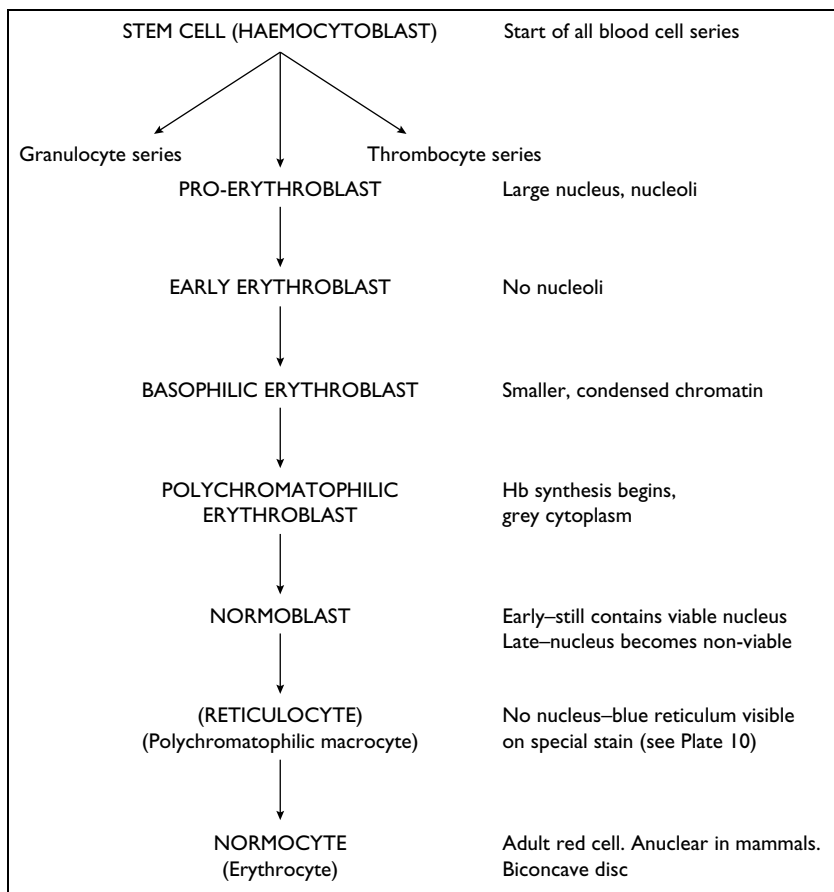 STEM CELL (HAEMOCYTOBLAST) Start of all blood cell series
Granulocyte series Thrombocyte series
PRO-ERYTHROBLAST Large nucleus, nucleoli
EARLY ERYTHROBLAST No nucleoli
BASOPHILIC ERYTHROBLAST Smaller, condensed chromatin
POLYCHROMATOPHILIC Hb synthesis begins,
ERYTHROBLAST grey cytoplasm
NORMOBLAST Early–still contains viable nucleus
Late–nucleus becomes non-viable
(RETICULOCYTE) No nucleus–blue reticulum visible
(Polychromatophilic macrocyte) on special stain (see Plate 10)
NORMOCYTE Adult red cell. Anuclear in mammals.
(Erythrocyte) Biconcave disc